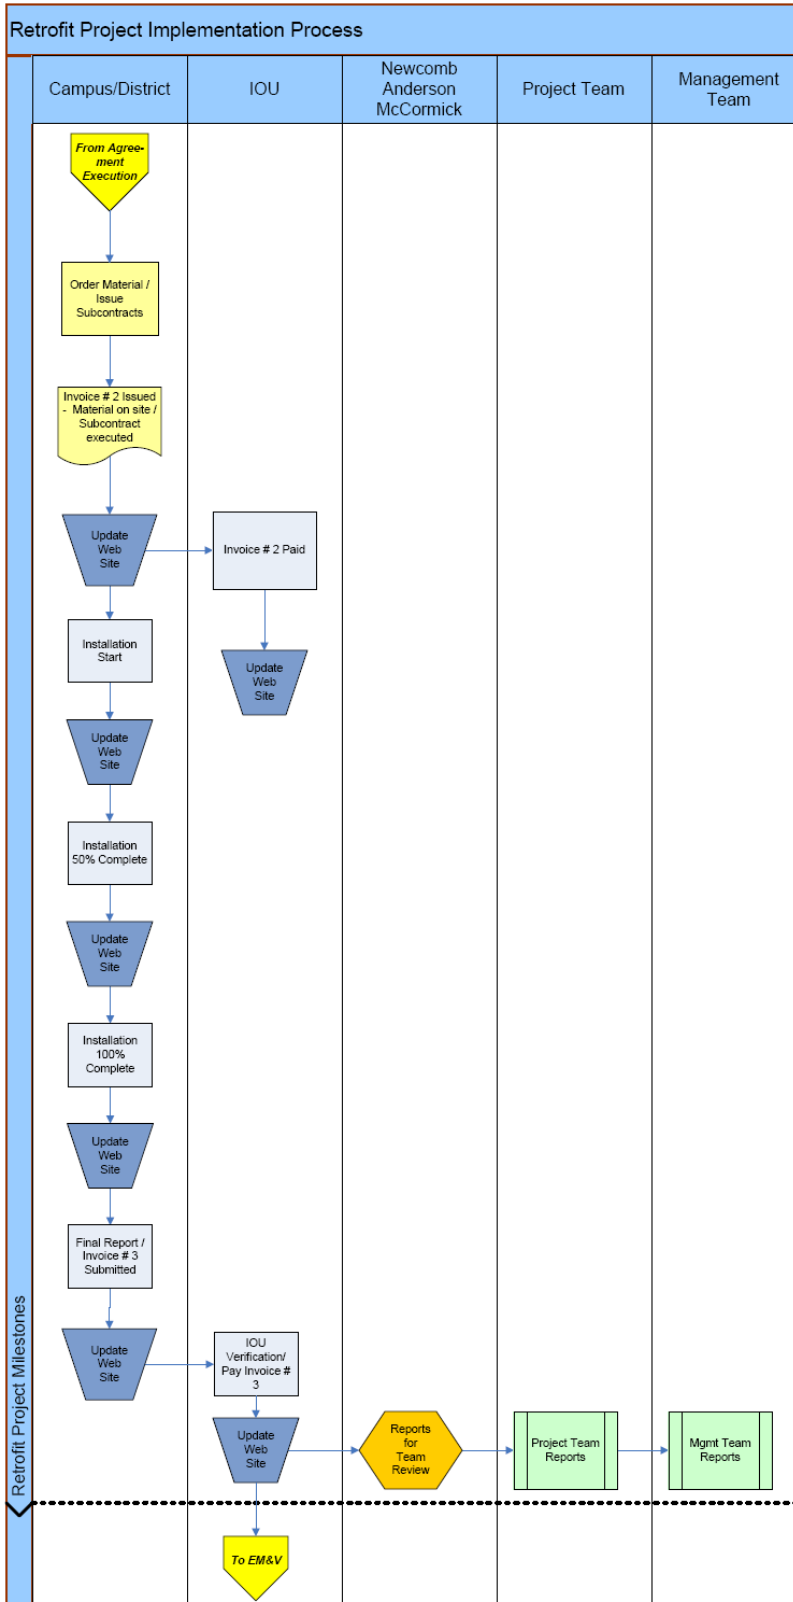 Retrofit Project Implementation Process
Campus/District
IOU
Newcomb
Anderson
McCormick
Project Team
Management
Team
From Agree-
ment
Execution
Order Material /
Issue
Subcontracts
Invoice # 2 Issued
- Material on site /
Subcontract
executed
Update
Web
Site
Invoice # 2 Paid
Installation
Start
Update
Web
Site
Update
Web
Site
Installation
50% Complete
Update
Web
Site
Installation
100%
Complete
Update
Web
Site
Final Report /
Invoice # 3
Submitted
Update
Web
Site
IOU
Verification/
Pay Invoice #
3
Update
Web
Site
Reports
for
Team
Review
Project Team
Reports
Mgmt Team
Reports
Retrofit Project Milestones
To EM&V